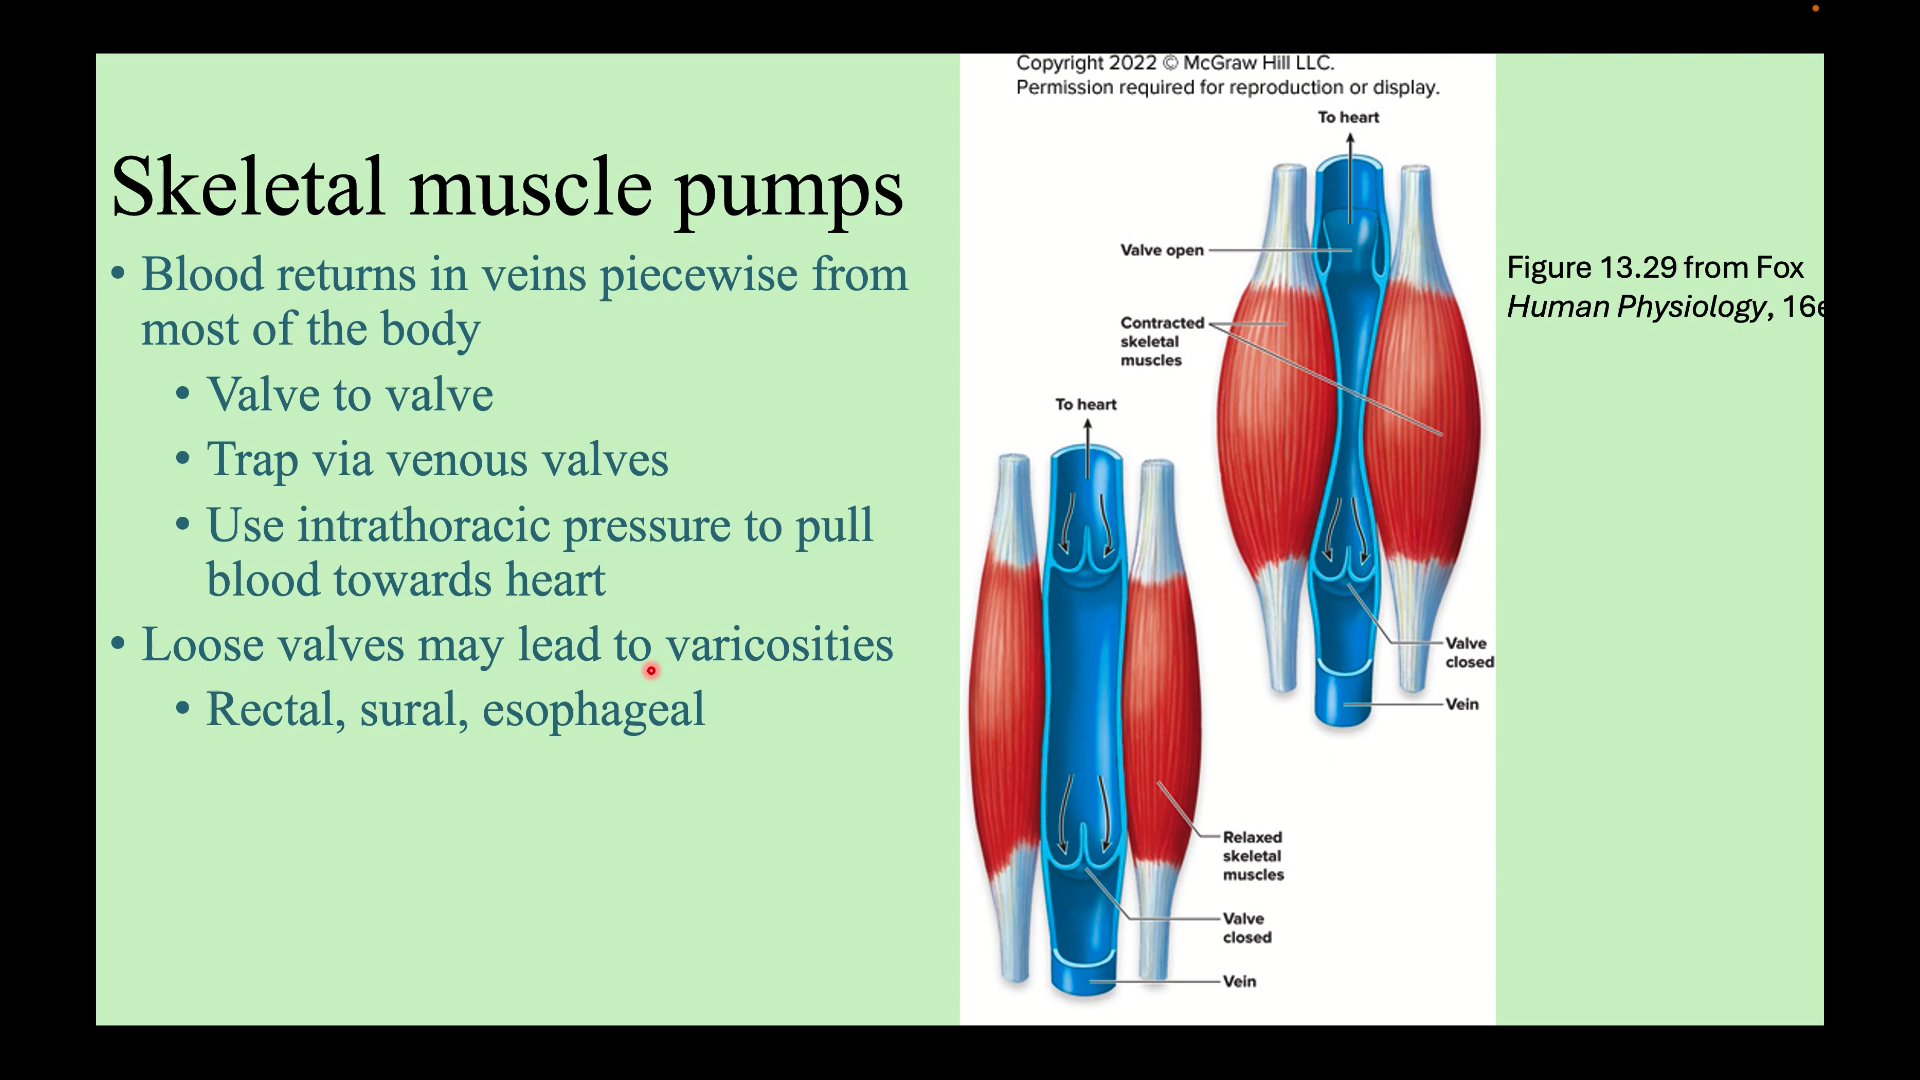 Skeletal muscle pumps
• Blood returns in veins piecewise from
most of the body
• Valve to valve
• Trap via venous valves
• Use intrathoracic pressure to pull
blood towards heart
• Loose valves may lead to varicosities
• Rectal, sural, esophageal
Copyright 2022 © McGraw Hill LLC.
Permission required for reproduction or display.
To heart
Valve open
Contracted
skeletal
muscles
Valve
closed
Vein
To heart
Relaxed
skeletal
muscles
Valve
closed
Vein
Figure 13.29 from Fox
Human Physiology, 16e